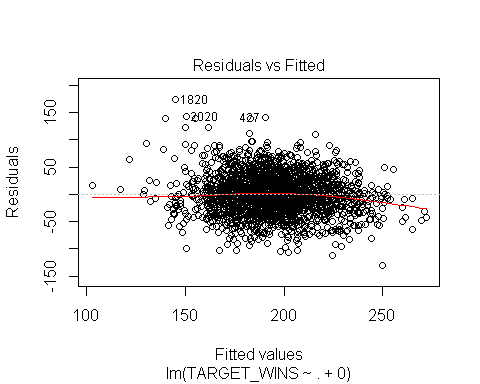 Residuals vs Fitted
Residuals
150
50
-50
-150
1820
2020
427
100
150
200
250
Fitted values
lm(TARGET_WINS ~ . + 0)